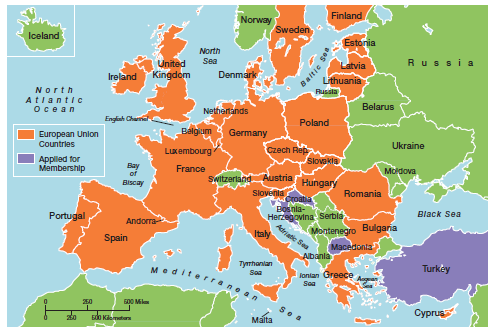 Iceland
Norway
Finland
Sweden
Estonia
North
Sea
Latvia
Russia
United
Kingdom
Ireland
Denmark
Baltic Sea
Lithuania
Russia
North
Atlantic
Ocean
Belarus
English Channel
Netherlands
Poland
Belgium
Germany
European Union
Countries
Ukraine
Luxembourg
Czech Rep.
Slovakia
Applied for
Membership
Bay
of
Biscay
France
Switzerland
Austria
Moldova
Hungary
Slovenia
Romania
Croatia
Bosnia-
Herzegovina
Serbia
Portugal
Andorra
Black Sea
Italy
Adriatic Sea
Montenegro
Bulgaria
Spain
Macedonia
Albania
Tyrrhenian
Sea
Turkey
Mediterranean Sea
Ionian
Sea
Greece
Aegean
Sea
0 250 500 Miles
0 250 500 Kilometers
Malta
Cyprus